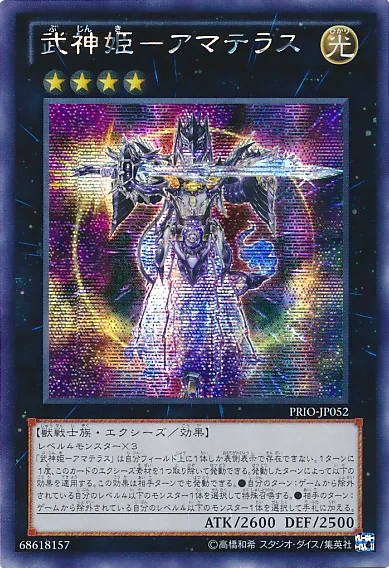 武神姫－アマテラス
光
PRIO-JP052
【獣戦士族・エクシーズ／効果】
レベル4モンスター×3
「武神姫－アマテラス」は自分フィールド上に1体しか表側表示で存在できない。1ターンに
1度、このカードのエクシーズ素材を1つ取り除いて発動できる。発動したターンによって以下の
効果を適用する。この効果は相手ターンでも発動できる。●自分のターン：ゲームから除外
されている自分のレベル4以下のモンスター1体を選択して特殊召喚する。●相手のターン：
ゲームから除外されている自分のレベル4以下のモンスター1体を選択して手札に加える。
ATK/2600 DEF/2500
68618157
©高橋和希 スタジオ・ダイス/集英社